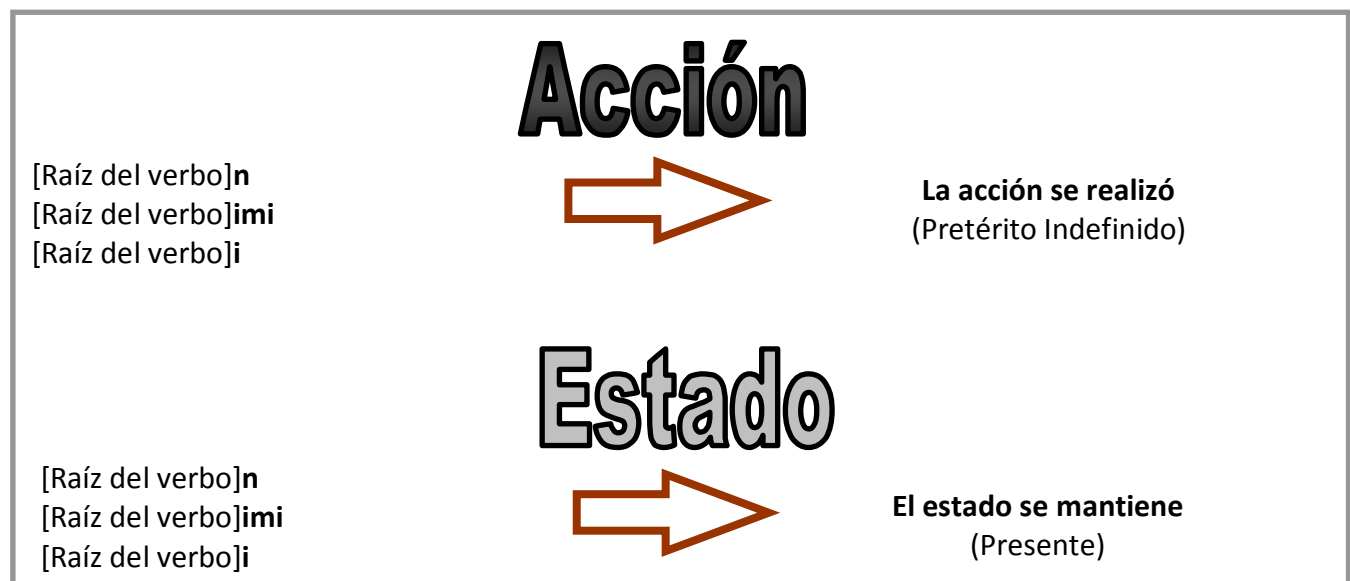 Acción
[Raíz del verbo]n
[Raíz del verbo]imi
[Raíz del verbo]i
La acción se realizó
(Pretérito Indefinido)
Estado
[Raíz del verbo]n
[Raíz del verbo]imi
[Raíz del verbo]i
El estado se mantiene
(Presente)